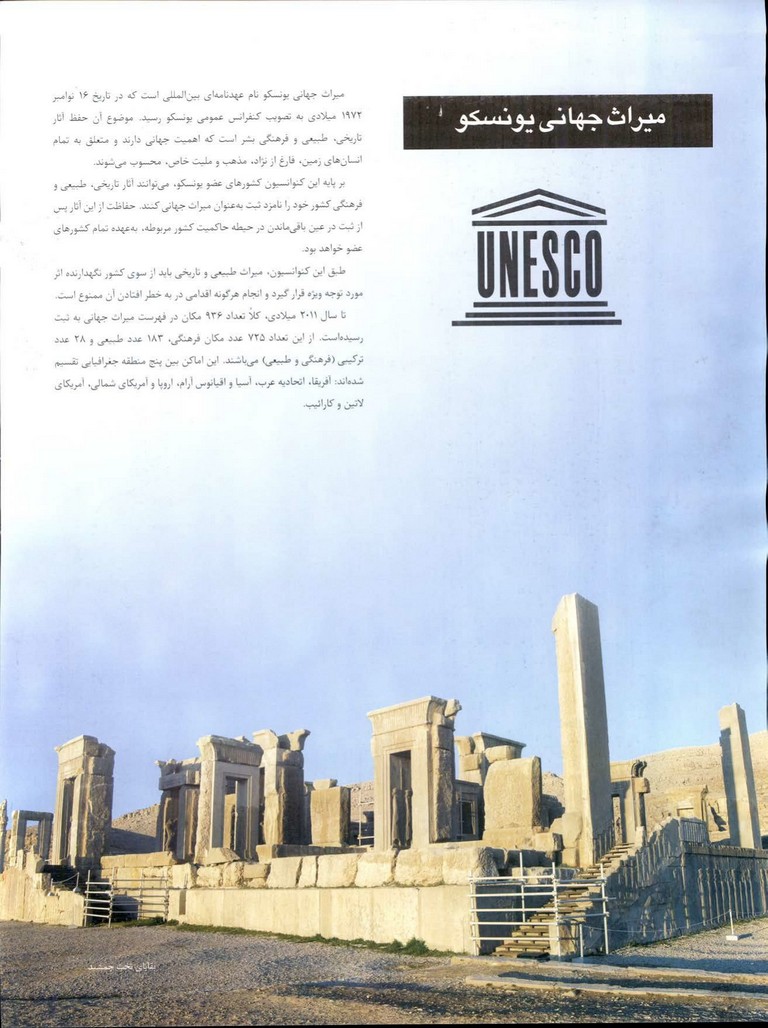 میراث جهانی یونسکو
UNESCO
میراث جهانی یونسکو نام عهدنامه‌ای بین‌المللی است که در تاریخ ۱۶ نوامبر
۱۹۷۲ میلادی به تصویب کنفرانس عمومی یونسکو رسید. موضوع آن حفظ آثار
تاریخی، طبیعی و فرهنگی بشر است که اهمیت جهانی دارند و متعلق به تمام
انسان‌های زمین، فارغ از نژاد، مذهب و ملیت خاص، محسوب می‌شوند.
بر پایه این کنوانسیون کشورهای عضو یونسکو، می‌توانند آثار تاریخی، طبیعی و
فرهنگی کشور خود را نامزد ثبت به‌عنوان میراث جهانی کنند. حفاظت از این آثار پس
از ثبت در عین باقی‌ماندن در حیطه حاکمیت کشور مربوطه، به‌عهده تمام کشورهای
عضو خواهد بود.
طبق این کنوانسیون، میراث طبیعی و تاریخی باید از سوی کشور نگهدارنده اثر
مورد توجه ویژه قرار گیرد و انجام هرگونه اقدامی در به خطر افتادن آن ممنوع است.
تا سال ۲۰۱۱ میلادی، کلاً تعداد ۹۳۶ مکان در فهرست میراث جهانی به ثبت
رسیده‌است. از این تعداد ۷۲۵ عدد مکان فرهنگی، ۱۸۳ عدد طبیعی و ۲۸ عدد
ترکیبی (فرهنگی و طبیعی) می‌باشند. این اماکن بین پنج منطقه جغرافیایی تقسیم
شده‌اند: آفریقا، اتحادیه عرب، آسیا و اقیانوس آرام، اروپا و آمریکای شمالی، آمریکای
لاتین و کارائیب.
بقایای تخت جمشید